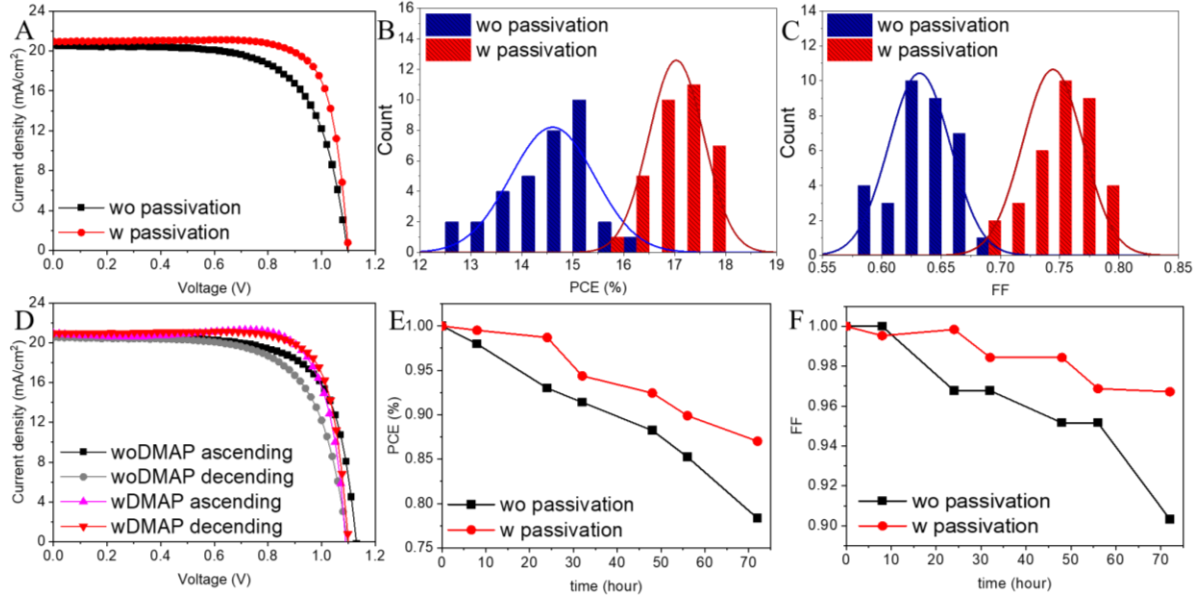 A
24
20
16
12
8
4
0
Current density (mA/cm²)
wo passivation
w passivation
0.0 0.2 0.4 0.6 0.8 1.0 1.2
Voltage (V)
B
wo passivation
w passivation
16
14
12
10
8
6
4
2
0
Count
12 13 14 15 16 17 18 19
PCE (%)
C
wo passivation
w passivation
14
12
10
8
6
4
2
0
Count
0.55 0.60 0.65 0.70 0.75 0.80 0.85
FF
D
24
20
16
12
8
4
0
Current density (mA/cm²)
woDMAP ascending
woDMAP decending
wDMAP ascending
wDMAP decending
0.0 0.2 0.4 0.6 0.8 1.0 1.2
Voltage (V)
E
1.00
0.95
0.90
0.85
0.80
0.75
PCE (%)
wo passivation
w passivation
0 10 20 30 40 50 60 70
time (hour)
F
1.00
0.98
0.96
0.94
0.92
0.90
FF
wo passivation
w passivation
0 10 20 30 40 50 60 70
time (hour)